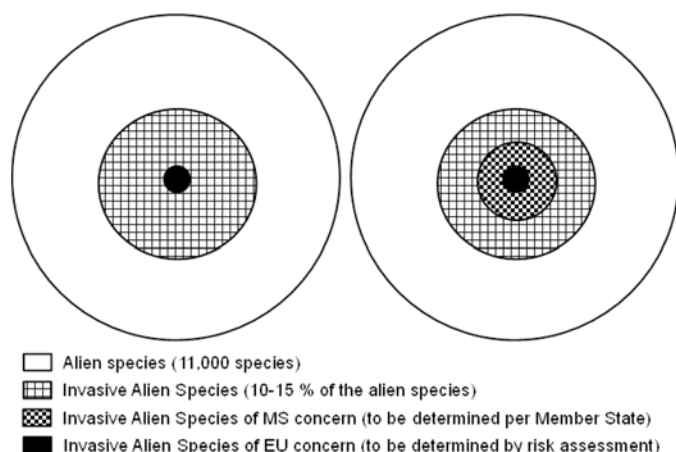 Alien species (11,000 species)
Invasive Alien Species (10-15 % of the alien species)
Invasive Alien Species of MS concern (to be determined per Member State)
Invasive Alien Species of EU concern (to be determined by risk assessment)